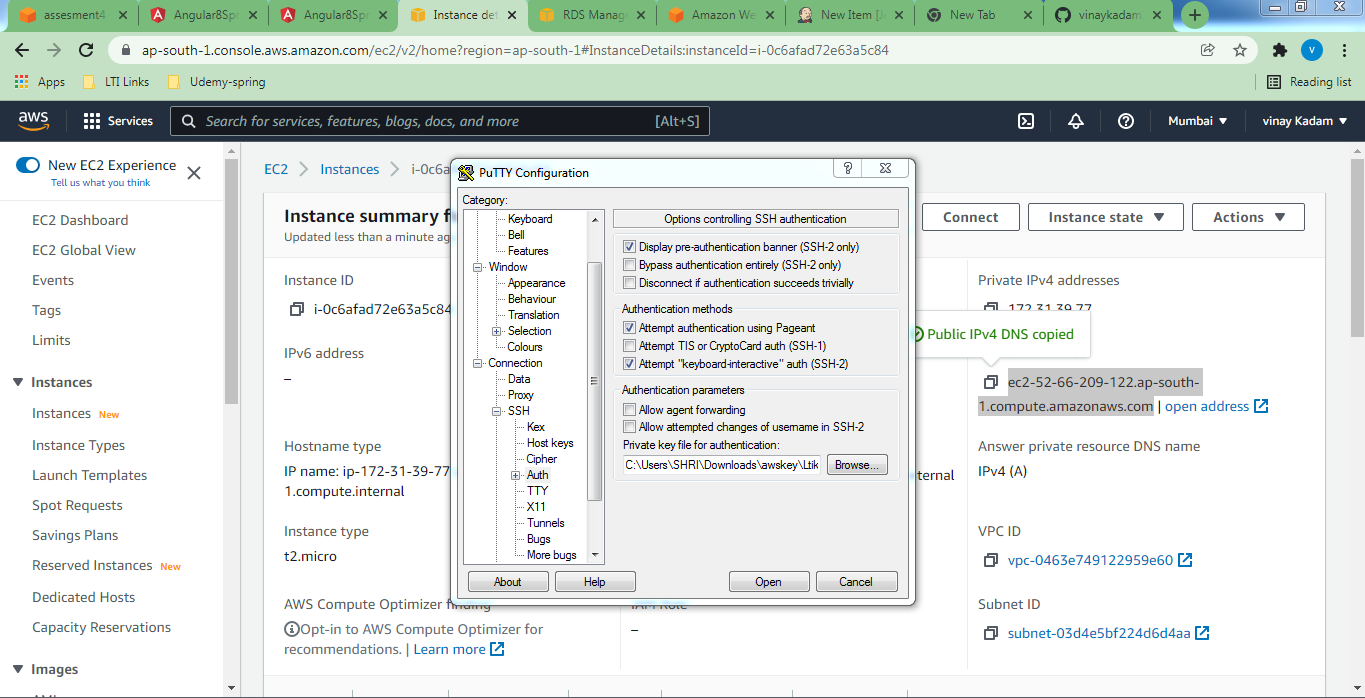 assesment4
Angular8Spr
Angular8Spr
Instance det
RDS Manag
Amazon We
New Item [J
New Tab
vinaykadam
ap-south-1.console.aws.amazon.com/ec2/v2/home?region=ap-south-1#InstanceDetails:instanceId=i-0c6afad72e63a5c84
V
Apps
LTI Links
Udemy-spring
Reading list
aws
Services
Search for services, features, blogs, docs, and more
[Alt+S]
Mumbai
vinay Kadam
New EC2 Experience
Tell us what you think
EC2 Dashboard
EC2 Global View
Events
Tags
Limits
Instances
Instances New
Instance Types
Launch Templates
Spot Requests
Savings Plans
Reserved Instances New
Dedicated Hosts
Capacity Reservations
Images
EC2
Instances
i-0c6a
Instance summary f
Updated less than a minute ag
Connect
Instance state
Actions
Instance ID
i-0c6afad72e63a5c84
IPv6 address
–
Hostname type
IP name: ip-172-31-39-77
1.compute.internal
Instance type
t2.micro
AWS Compute Optimizer finding
Opt-in to AWS Compute Optimizer for
recommendations. | Learn more
PuTTY Configuration
?
Category:
Keyboard
Bell
Features
Window
Appearance
Behaviour
Translation
Selection
Colours
Connection
Data
Proxy
SSH
Kex
Host keys
Cipher
Auth
TTY
X11
Tunnels
Bugs
More bugs
Options controlling SSH authentication
Display pre-authentication banner (SSH-2 only)
Bypass authentication entirely (SSH-2 only)
Disconnect if authentication succeeds trivially
Authentication methods
Attempt authentication using Pageant
Attempt TIS or CryptoCard auth (SSH-1)
Attempt "keyboard-interactive" auth (SSH-2)
Authentication parameters
Allow agent forwarding
Allow attempted changes of username in SSH-2
Private key file for authentication:
C:\Users\SHRI\Downloads\awskey\Ltik
Browse...
About
Help
Open
Cancel
ternal
IAM Role
–
Private IPv4 addresses
172.31.39.77
Public IPv4 DNS copied
ec2-52-66-209-122.ap-south-
1.compute.amazonaws.com | open address
Answer private resource DNS name
IPv4 (A)
VPC ID
vpc-0463e749122959e60
Subnet ID
subnet-03d4e5bf224d6d4aa